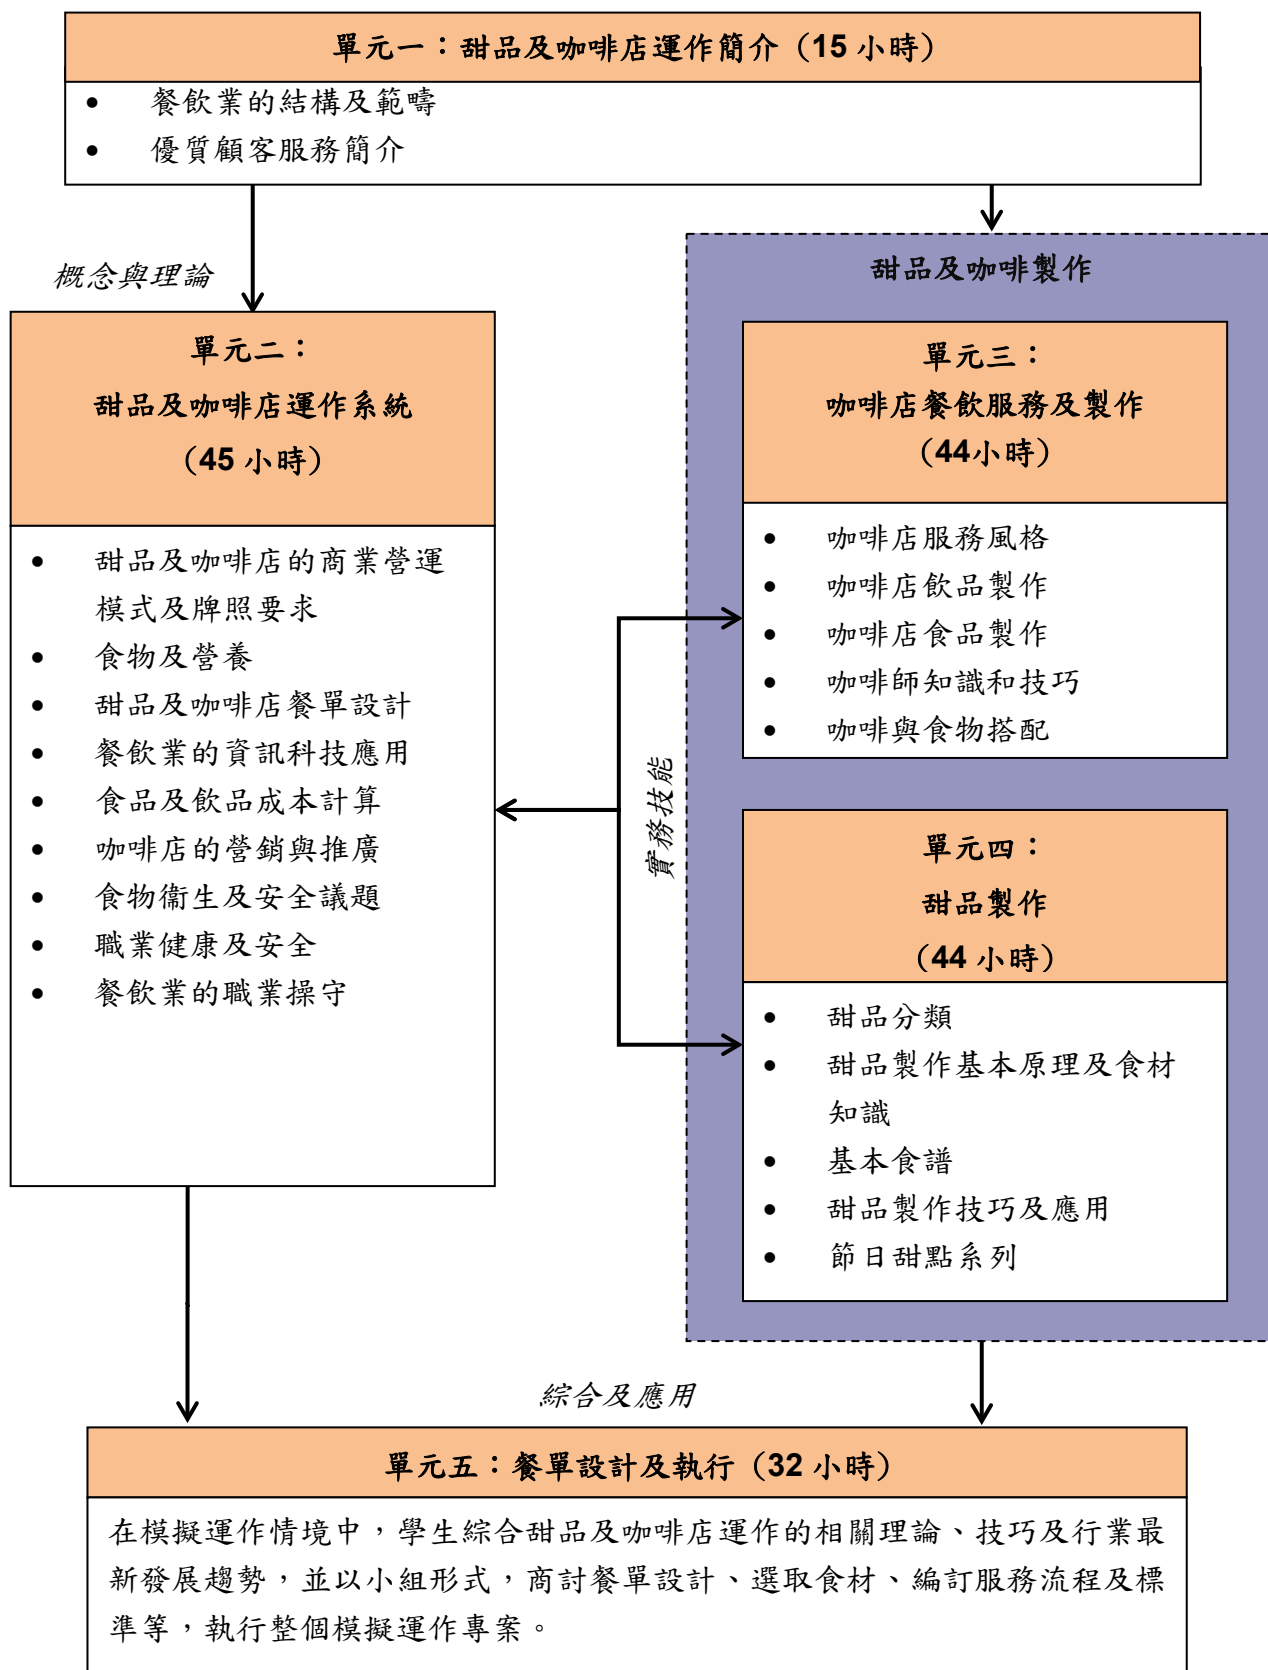 單元一：甜品及咖啡店運作簡介（15 小時）
• 餐飲業的結構及範疇
• 優質顧客服務簡介
概念與理論
單元二：
甜品及咖啡店運作系統
（45 小時）
• 甜品及咖啡店的商業營運
模式及牌照要求
• 食物及營養
• 甜品及咖啡店餐單設計
• 餐飲業的資訊科技應用
• 食品及飲品成本計算
• 咖啡店的營銷與推廣
• 食物衞生及安全議題
• 職業健康及安全
• 餐飲業的職業操守
實務技能
甜品及咖啡製作
單元三：
咖啡店餐飲服務及製作
（44小時）
• 咖啡店服務風格
• 咖啡店飲品製作
• 咖啡店食品製作
• 咖啡師知識和技巧
• 咖啡與食物搭配
單元四：
甜品製作
（44 小時）
• 甜品分類
• 甜品製作基本原理及食材
知識
• 基本食譜
• 甜品製作技巧及應用
• 節日甜點系列
綜合及應用
單元五：餐單設計及執行（32 小時）
在模擬運作情境中，學生綜合甜品及咖啡店運作的相關理論、技巧及行業最
新發展趨勢，並以小組形式，商討餐單設計、選取食材、編訂服務流程及標
準等，執行整個模擬運作專案。